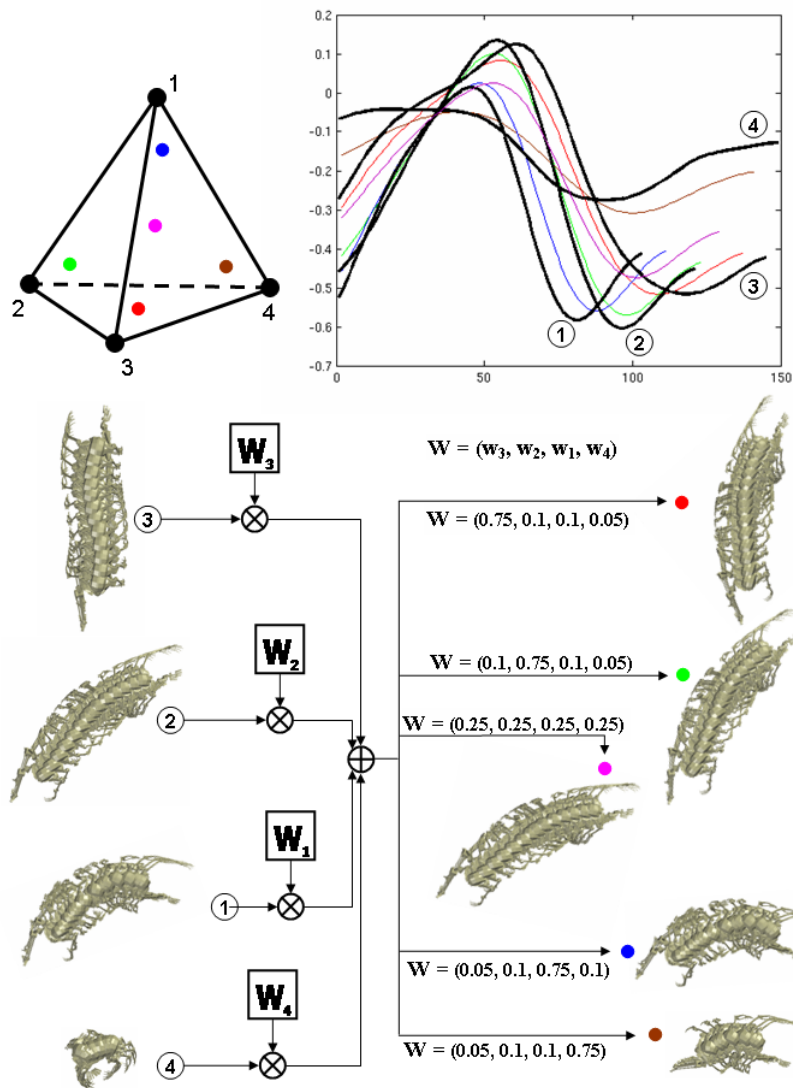 1
2
3
4
0.2
0.1
0
-0.1
-0.2
-0.3
-0.4
-0.5
-0.6
-0.7
0
50
100
150
4
3
1
2
W3
W = (w3, w2, w1, w4)
3
W = (0.75, 0.1, 0.1, 0.05)
W2
W = (0.1, 0.75, 0.1, 0.05)
2
W = (0.25, 0.25, 0.25, 0.25)
W1
1
W = (0.05, 0.1, 0.75, 0.1)
W4
4
W = (0.05, 0.1, 0.1, 0.75)